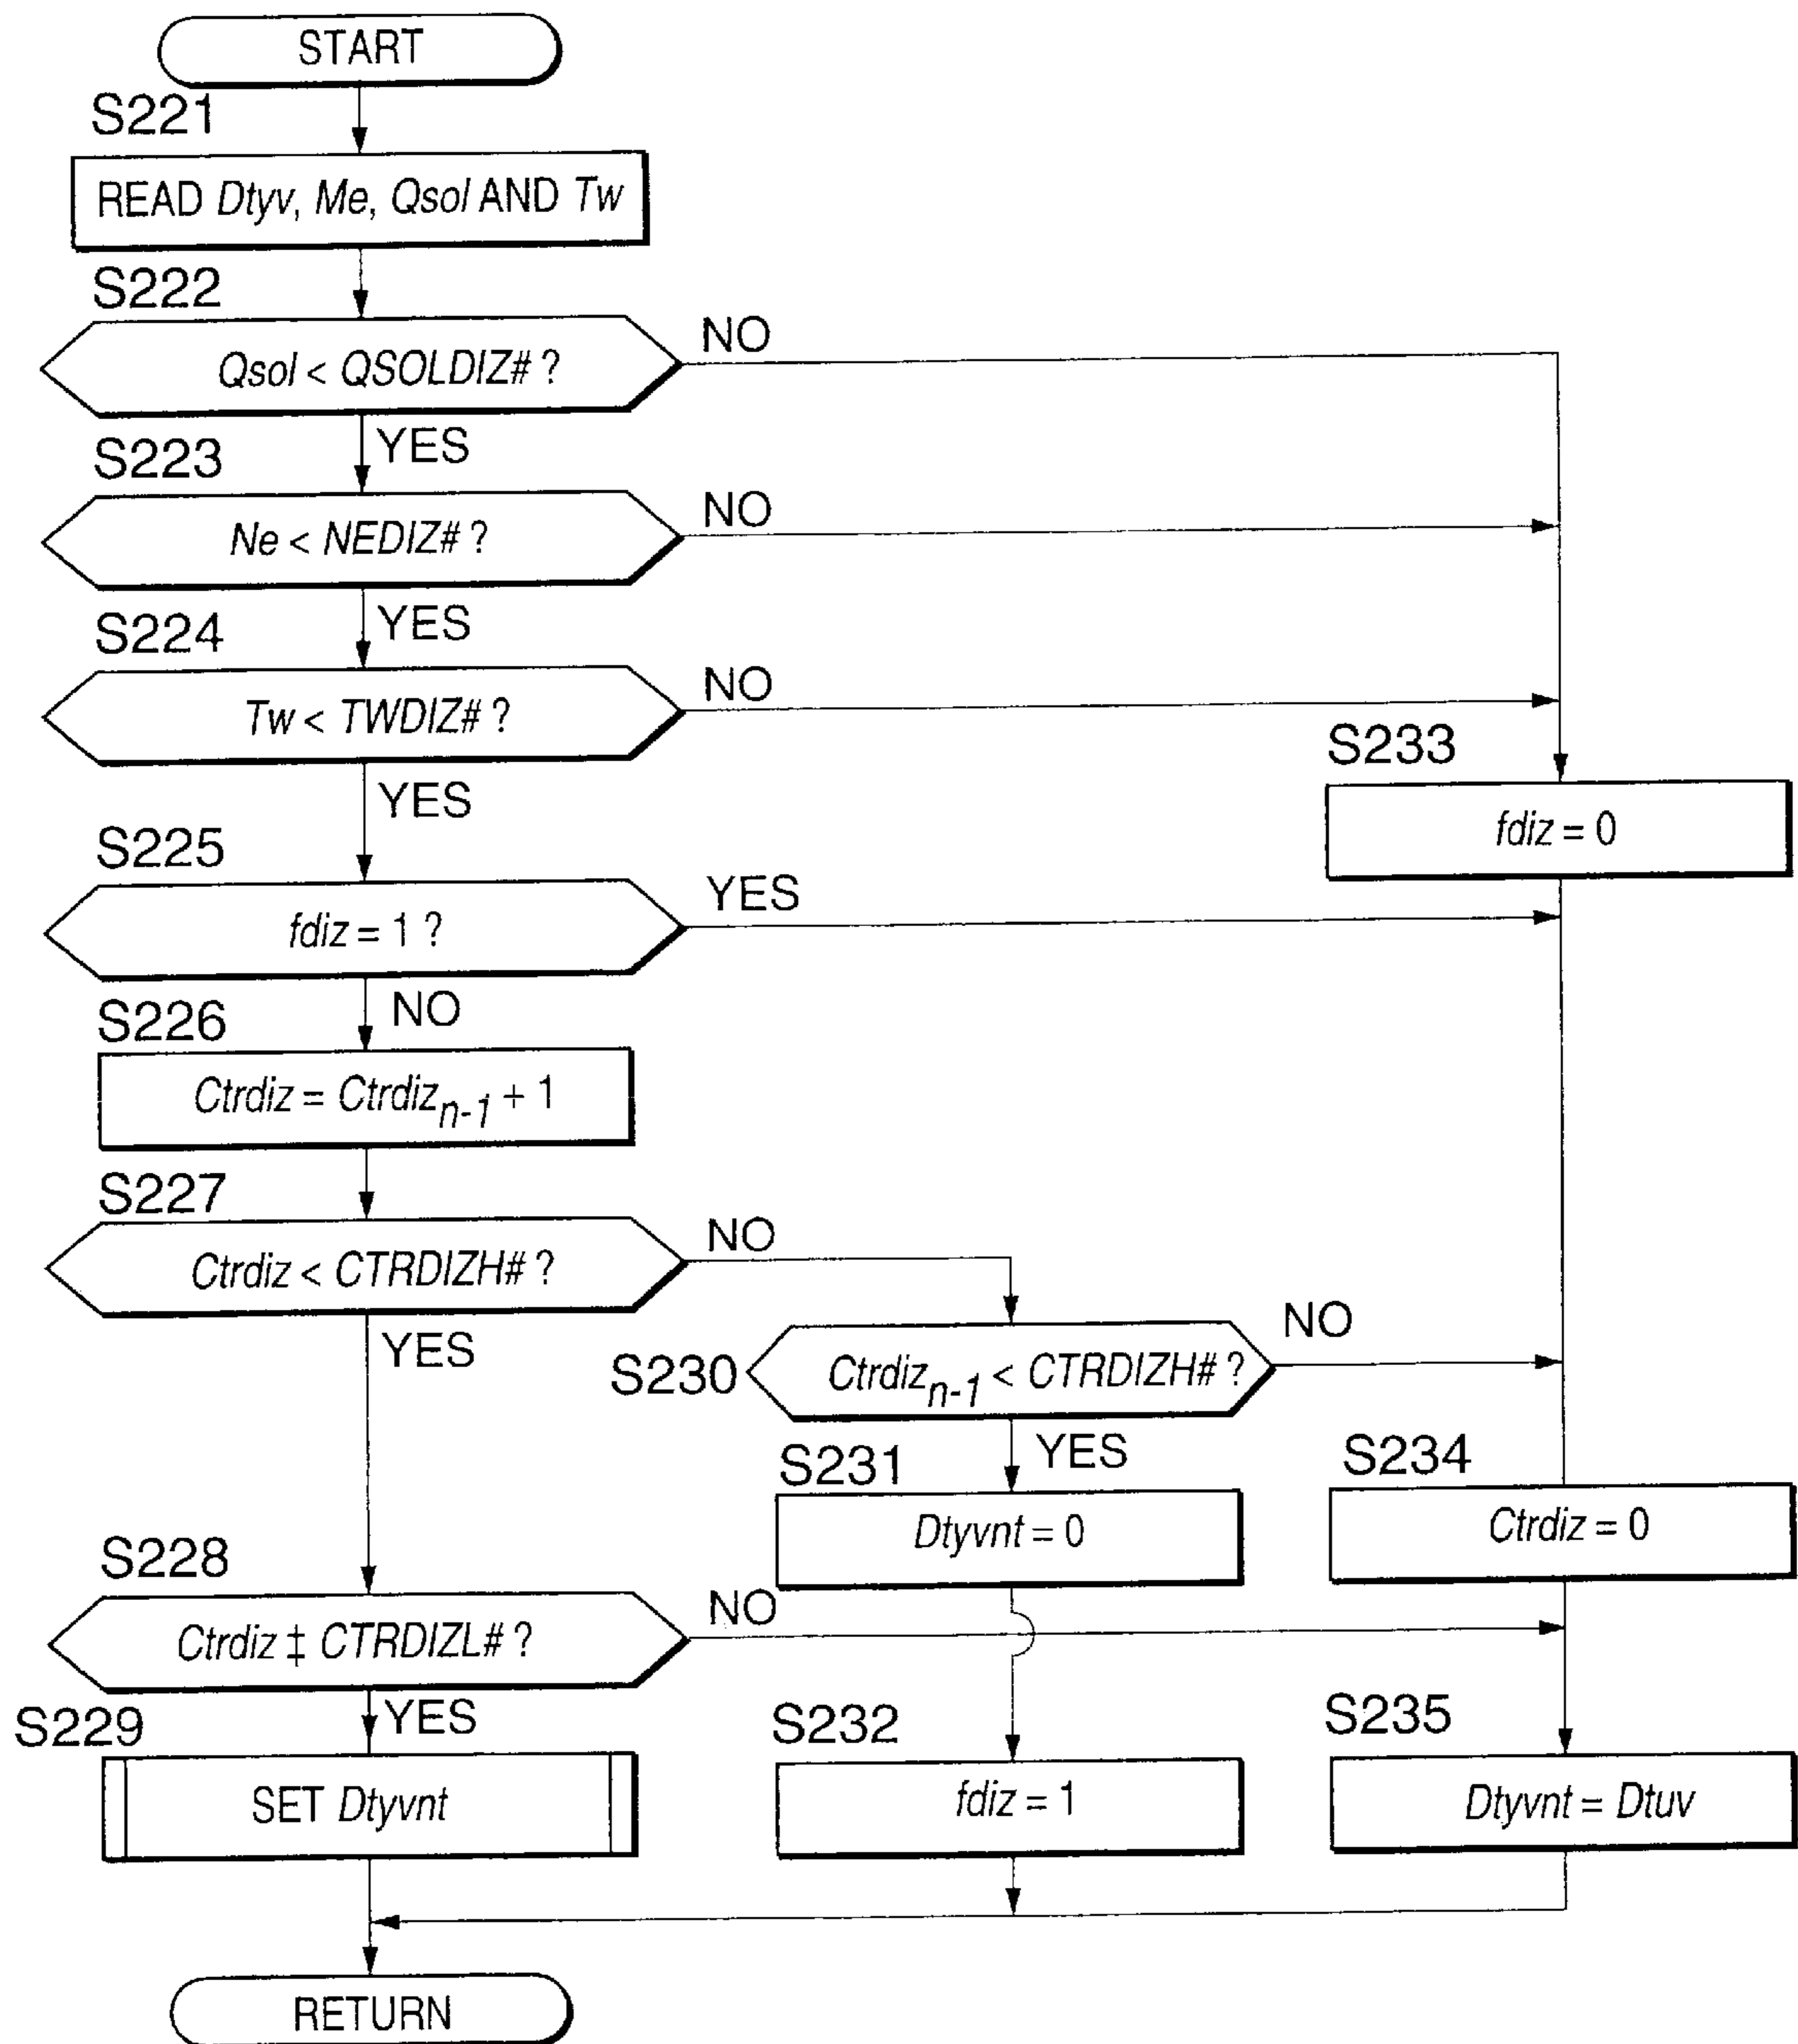 START
S221
READ Dtyv, Me, Qsol AND Tw
S222
Qsol < QSOLDIZ# ?
NO
YES
S223
Ne < NEDIZ# ?
NO
YES
S224
Tw < TWDIZ# ?
NO
YES
S233
fdiz = 0
S225
fdiz = 1 ?
YES
NO
S226
Ctrdiz = Ctrdizn-1 + 1
S227
Ctrdiz < CTRDIZH# ?
NO
YES
S230
Ctrdizn-1 < CTRDIZH# ?
NO
YES
S231
Dtyvnt = 0
S234
Ctrdiz = 0
S228
Ctrdiz ‡ CTRDIZL# ?
NO
YES
S229
SET Dtyvnt
S232
fdiz = 1
S235
Dtyvnt = Dtuv
RETURN